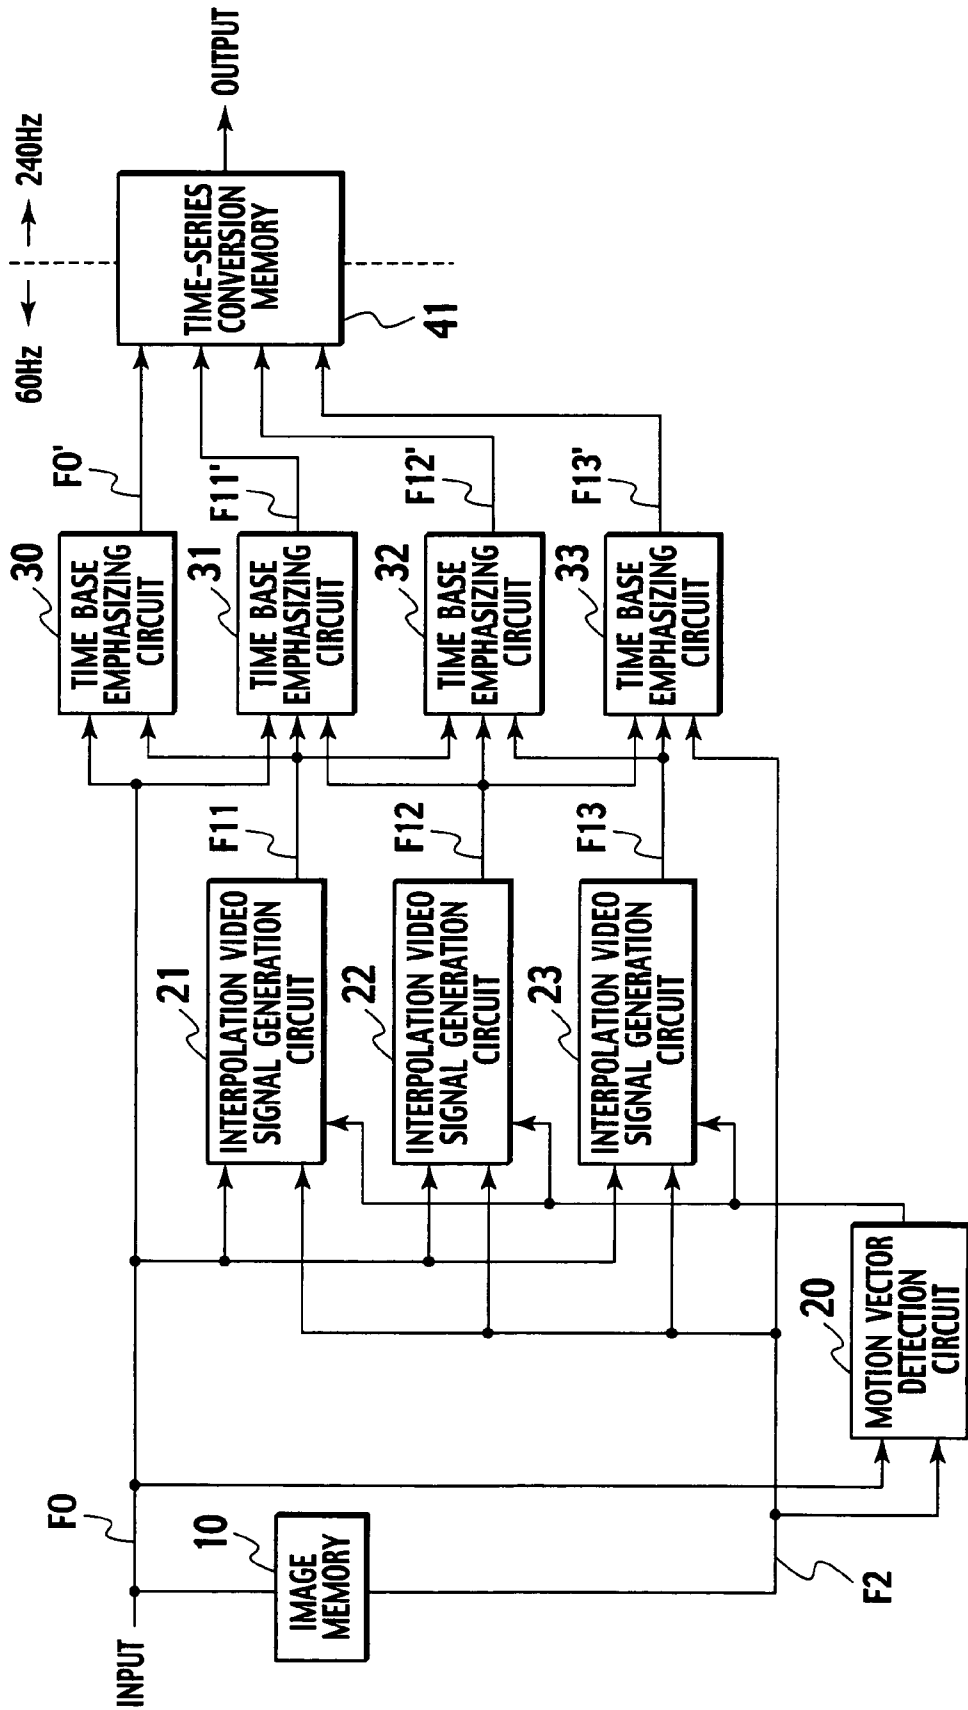 INPUT
F0
10
IMAGE
MEMORY
F2
20
MOTION VECTOR
DETECTION
CIRCUIT
21
INTERPOLATION VIDEO
SIGNAL GENERATION
CIRCUIT
22
INTERPOLATION VIDEO
SIGNAL GENERATION
CIRCUIT
23
INTERPOLATION VIDEO
SIGNAL GENERATION
CIRCUIT
F11
F12
F13
30
TIME BASE
EMPHASIZING
CIRCUIT
31
TIME BASE
EMPHASIZING
CIRCUIT
32
TIME BASE
EMPHASIZING
CIRCUIT
33
TIME BASE
EMPHASIZING
CIRCUIT
F0'
F11'
F12'
F13'
60Hz
240Hz
TIME-SERIES
CONVERSION
MEMORY
41
OUTPUT